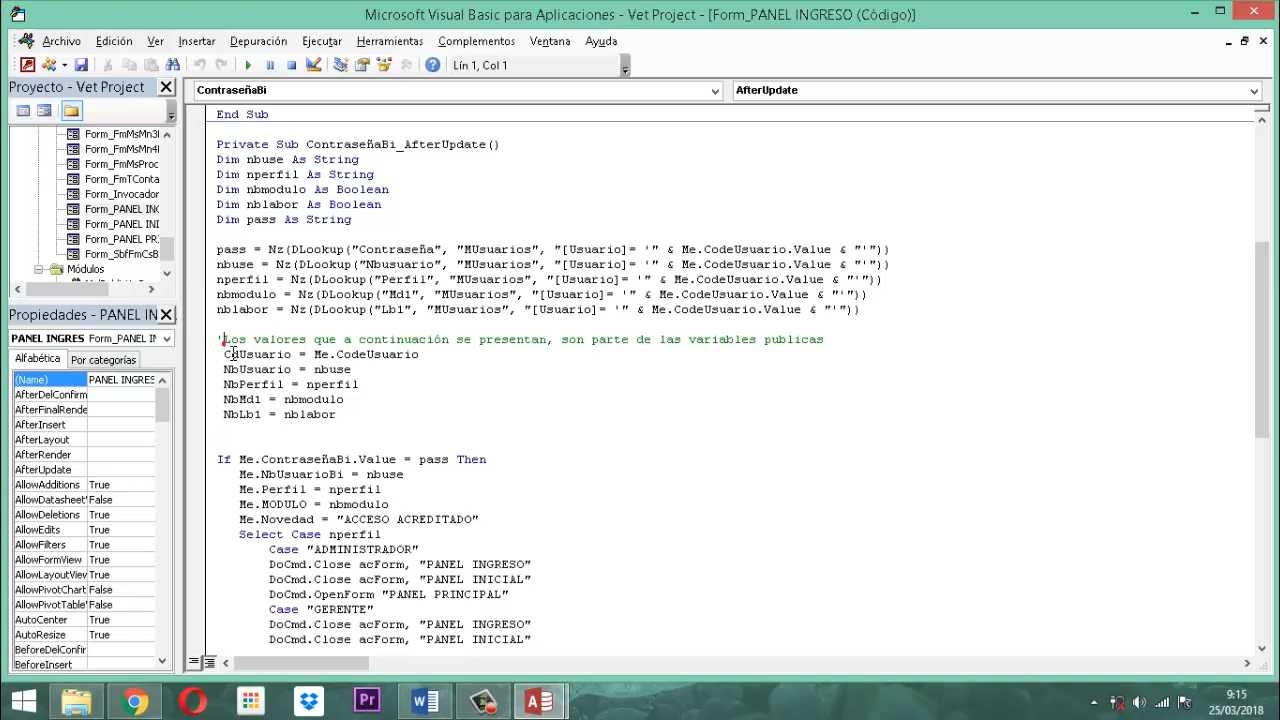 Microsoft Visual Basic para Aplicaciones - Vet Project - [Form_PANEL INGRESO (Código)]
Archivo Edición Ver Insertar Formato Depuración Ejecutar Herramientas Complementos Ventana Ayuda
Lín 1, Col 1
Proyecto - Vet Project
Form_FmMsMn3
Form_FmMsMn4
Form_FmMsProc
Form_FmTConta
Form_Invocador
Form_PANEL ING
Form_PANEL INI
Form_PANEL PR
Form_SbfFmCsB
Módulos
Propiedades - PANEL IN
PANEL INGRES Form_PANEL IN
Alfabética Por categorías
(Name) PANEL INGRES
AfterDelConfirm
AfterFinalRende
AfterInsert
AfterLayout
AfterRender
AfterUpdate
AllowAdditions True
AllowDatasheet False
AllowDeletions True
AllowEdits True
AllowFilters True
AllowFormView True
AllowLayoutView True
AllowPivotChart False
AllowPivotTable False
AutoCenter True
AutoResize True
BeforeDelConfir
BeforeInsert
ContraseñaBi AfterUpdate
End Sub
Private Sub ContraseñaBi_AfterUpdate()
Dim nbuse As String
Dim nperfil As String
Dim nbmodulo As Boolean
Dim nblabor As Boolean
Dim pass As String
pass = Nz(DLookup("Contraseña", "MUsuarios", "[Usuario]= '" & Me.CodeUsuario.Value & "'"))
nbuse = Nz(DLookup("Nbusuario", "MUsuarios", "[Usuario]= '" & Me.CodeUsuario.Value & "'"))
nperfil = Nz(DLookup("Perfil", "MUsuarios", "[Usuario]= '" & Me.CodeUsuario.Value & "'"))
nbmodulo = Nz(DLookup("Md1", "MUsuarios", "[Usuario]= '" & Me.CodeUsuario.Value & "'"))
nblabor = Nz(DLookup("Lb1", "MUsuarios", "[Usuario]= '" & Me.CodeUsuario.Value & "'"))
'Los valores que a continuación se presentan, son parte de las variables publicas
CdUsuario = Me.CodeUsuario
NbUsuario = nbuse
NbPerfil = nperfil
NbMd1 = nbmodulo
NbLb1 = nblabor
If Me.ContraseñaBi.Value = pass Then
Me.NbUsuarioBi = nbuse
Me.Perfil = nperfil
Me.MODULO = nbmodulo
Me.Novedad = "ACCESO ACREDITADO"
Select Case nperfil
Case "ADMINISTRADOR"
DoCmd.Close acForm, "PANEL INGRESO"
DoCmd.Close acForm, "PANEL INICIAL"
DoCmd.OpenForm "PANEL PRINCIPAL"
Case "GERENTE"
DoCmd.Close acForm, "PANEL INGRESO"
DoCmd.Close acForm, "PANEL INICIAL"
Pr
9:15
25/03/2018